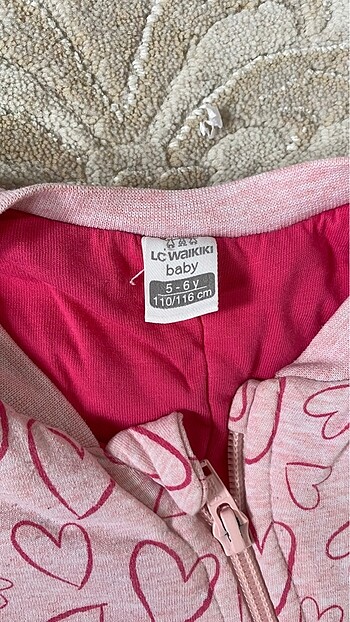 LC WAIKIKI
baby
5 - 6 y
110/116 cm